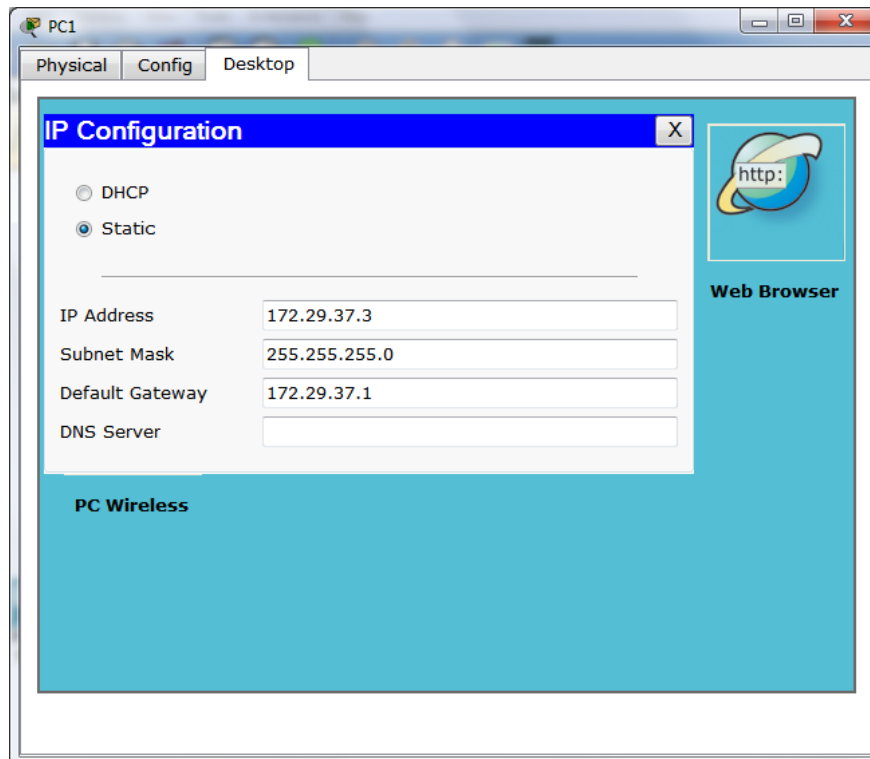 PC1
Physical Config Desktop
IP Configuration X
DHCP
Static
http:
Web Browser
IP Address 172.29.37.3
Subnet Mask 255.255.255.0
Default Gateway 172.29.37.1
DNS Server
PC Wireless